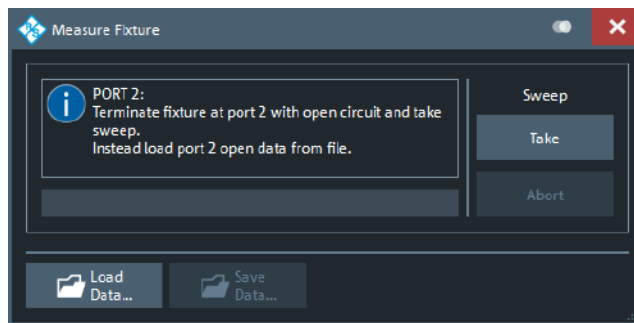 Measure Fixture
PORT 2:
Terminate fixture at port 2 with open circuit and take
sweep.
Instead load port 2 open data from file.
Sweep
Take
Abort
Load
Data...
Save
Data...